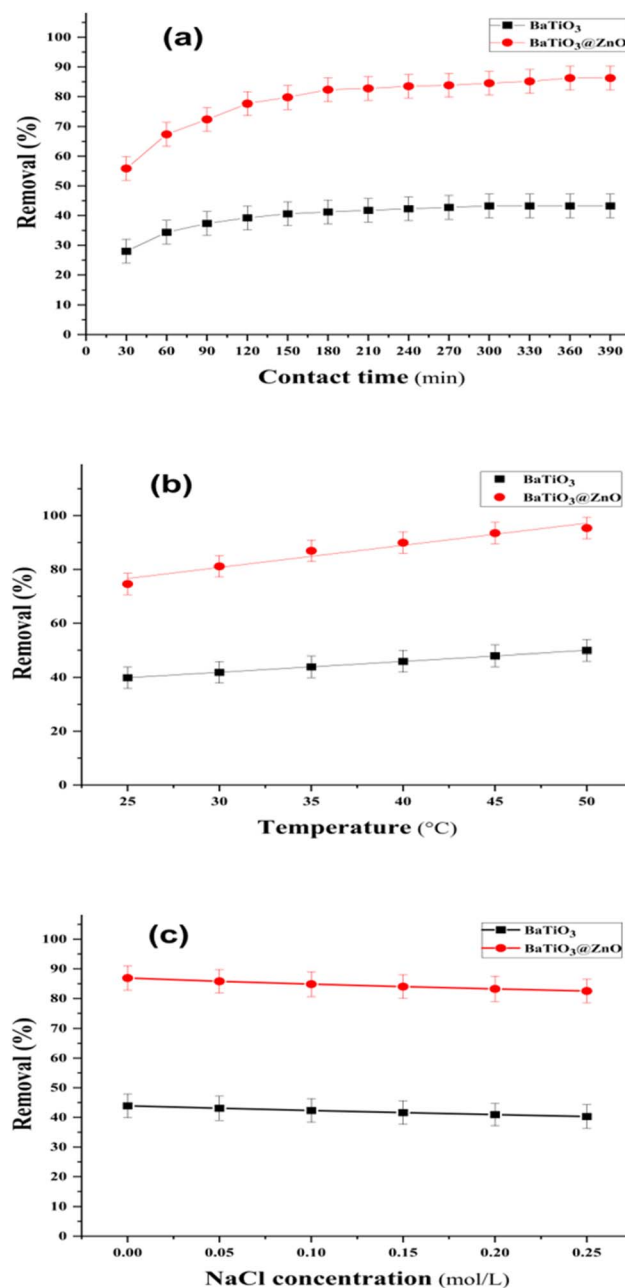 (a)
BaTiO3
BaTiO3@ZnO
100
90
80
70
60
50
40
30
20
10
0
Removal (%)
0 30 60 90 120 150 180 210 240 270 300 330 360 390
Contact time (min)
(b)
BaTiO3
BaTiO3@ZnO
100
80
60
40
20
0
Removal (%)
25 30 35 40 45 50
Temperature (°C)
(c)
BaTiO3
BaTiO3@ZnO
100
90
80
70
60
50
40
30
20
10
0
Removal (%)
0.00 0.05 0.10 0.15 0.20 0.25
NaCl concentration (mol/L)